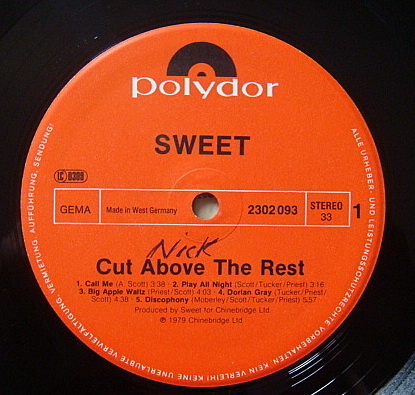 polydor
SWEET
LC 0309
GEMA
Made in West Germany
2302093
STEREO
33
1
Nick
Cut Above The Rest
1. Call Me (A. Scott) 3:38 · 2. Play All Night (Scott/Tucker/Priest) 3:16
3. Big Apple Waltz (Priest/Scott) 4:03 · 4. Dorian Gray (Tucker/Priest/
Scott) 4:38 · 5. Discophony (Moberley/Scott/Tucker/Priest) 5:57
Produced by Sweet for Chinebridge Ltd.
℗ 1979 Chinebridge Ltd.
ALLE URHEBER- UND LEISTUNGSSCHUTZRECHTE VORBEHALTEN. KEIN VERLEIH! KEINE UNERLAUBTE VERVIELFÄLTIGUNG, VERMIETUNG, AUFFÜHRUNG, SENDUNG!